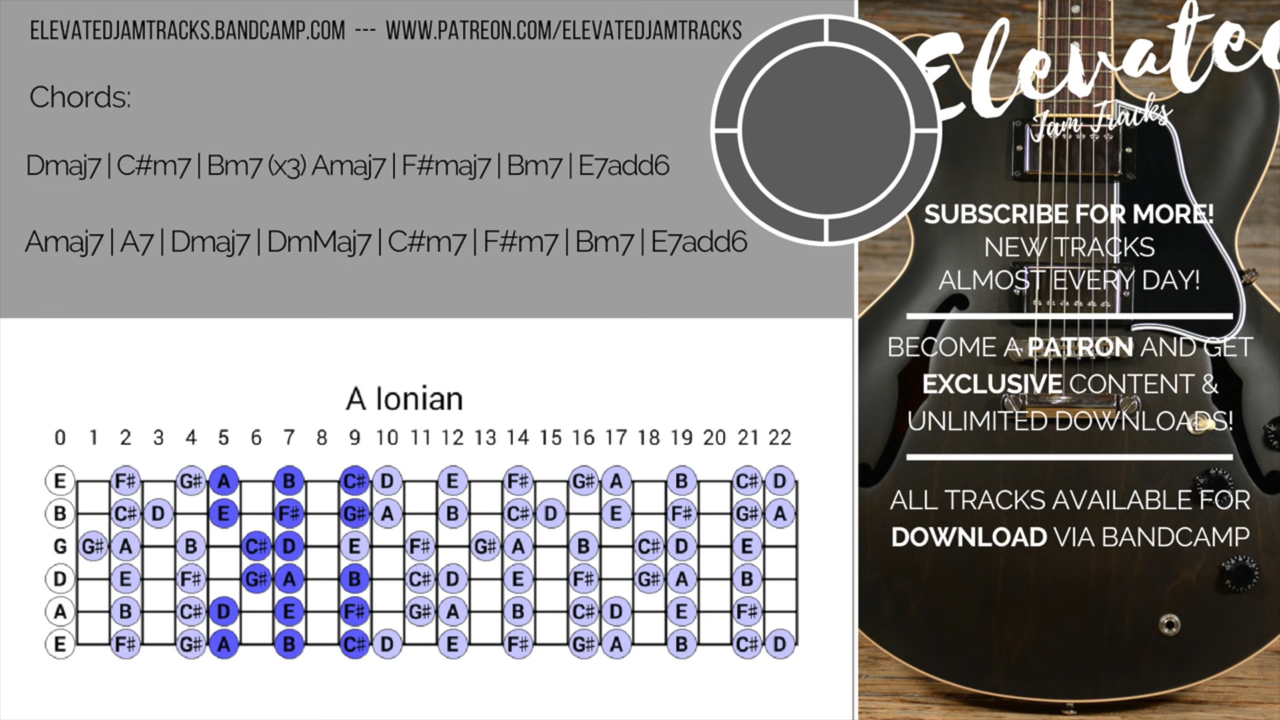 ELEVATEDJAMTRACKS.BANDCAMP.COM --- WWW.PATREON.COM/ELEVATEDJAMTRACKS
Chords:
Dmaj7 | C#m7 | Bm7 (x3) Amaj7 | F#maj7 | Bm7 | E7add6
Amaj7 | A7 | Dmaj7 | DmMaj7 | C#m7 | F#m7 | Bm7 | E7add6
A Ionian
0 1 2 3 4 5 6 7 8 9 10 11 12 13 14 15 16 17 18 19 20 21 22
E F# G# A B C# D E F# G# A B C# D
B C# D E F# G# A B C# D E F# G# A
G G# A B C# D E F# G# A B C# D E
D E F# G# A B C# D E F# G# A B
A B C# D E F# G# A B C# D E F#
E F# G# A B C# D E F# G# A B C# D
Elevated
Jam Tracks
SUBSCRIBE FOR MORE!
NEW TRACKS
ALMOST EVERY DAY!
BECOME A PATRON AND GET
EXCLUSIVE CONTENT &
UNLIMITED DOWNLOADS!
ALL TRACKS AVAILABLE FOR
DOWNLOAD VIA BANDCAMP